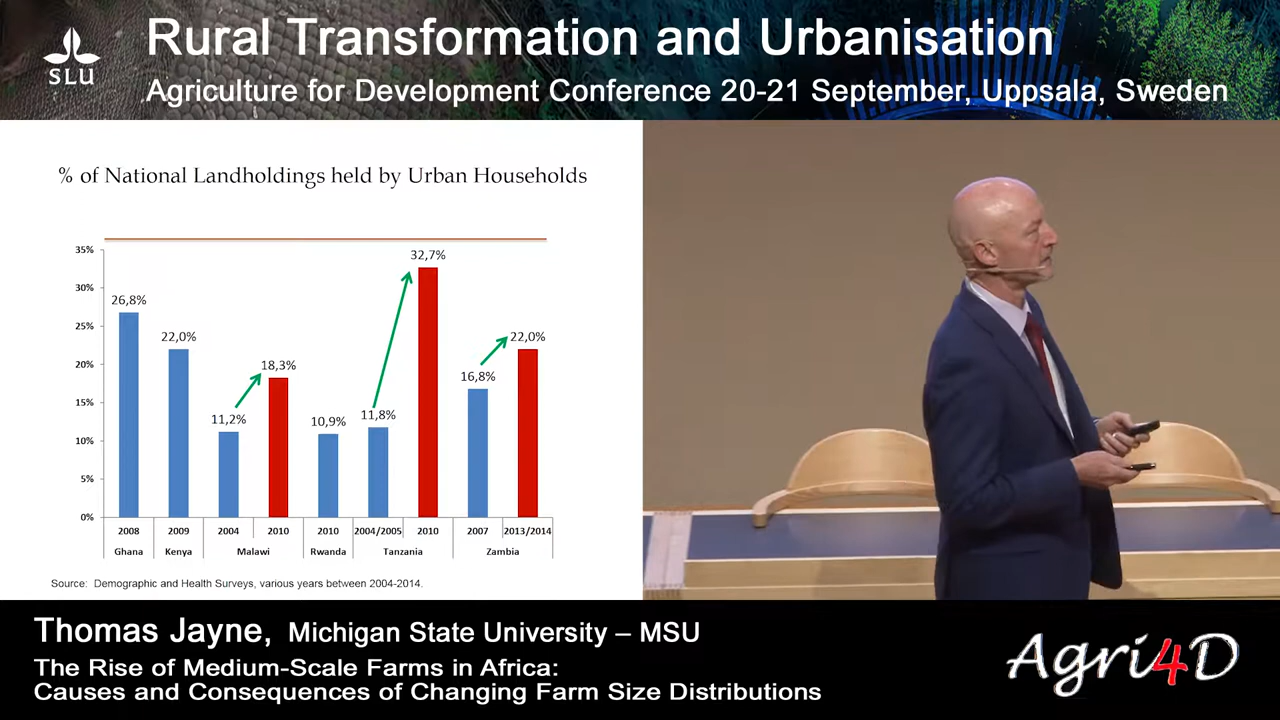 SLU
Rural Transformation and Urbanisation
Agriculture for Development Conference 20-21 September, Uppsala, Sweden
% of National Landholdings held by Urban Households
35%
30%
25%
20%
15%
10%
5%
0%
26,8%
22,0%
11,2%
18,3%
10,9%
11,8%
32,7%
16,8%
22,0%
2008 2009 2004 2010 2010 2004/2005 2010 2007 2013/2014
Ghana Kenya Malawi Rwanda Tanzania Zambia
Source: Demographic and Health Surveys, various years between 2004-2014.
Thomas Jayne, Michigan State University – MSU
The Rise of Medium-Scale Farms in Africa:
Causes and Consequences of Changing Farm Size Distributions
Agri4D